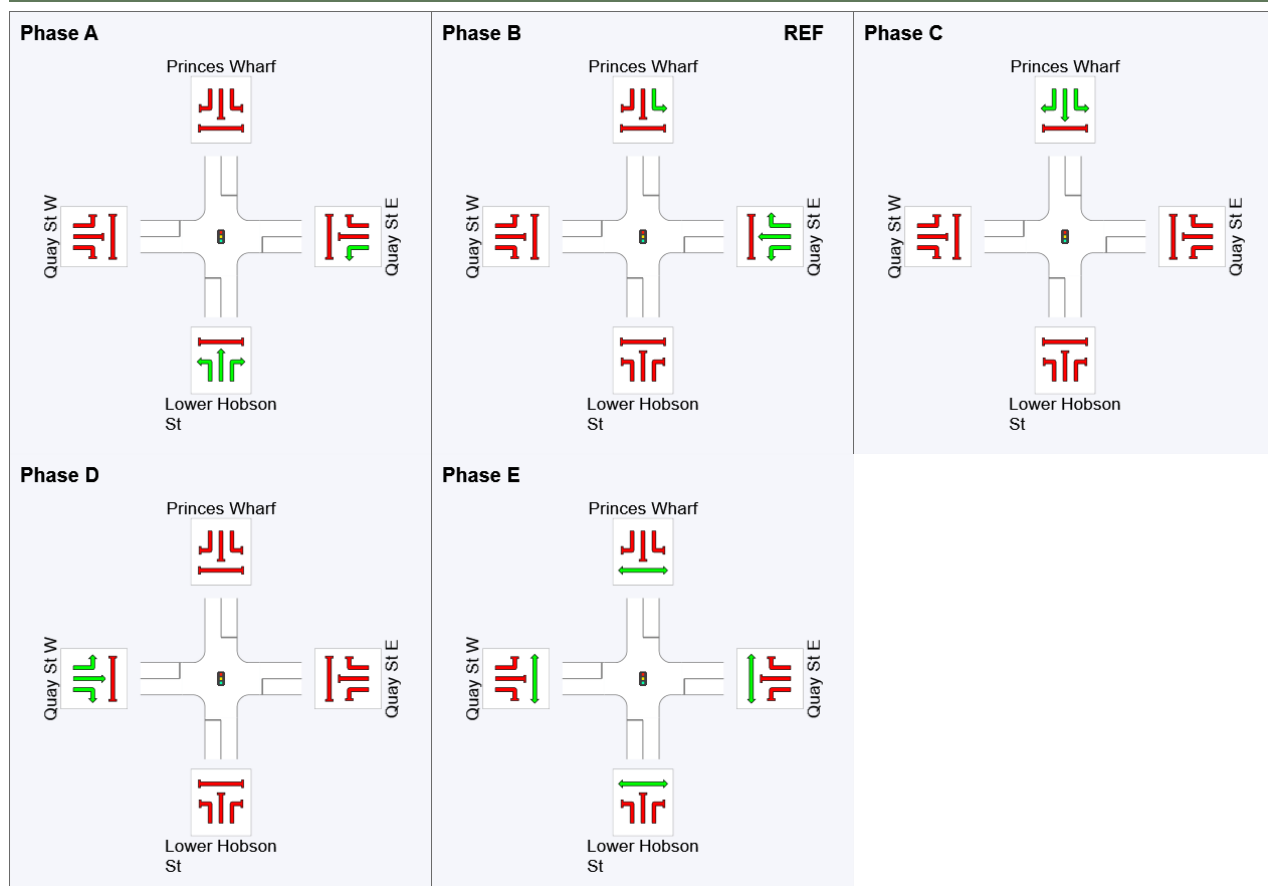 Phase A
Princes Wharf
Quay St W
Quay St E
Lower Hobson
St
Phase B
REF
Princes Wharf
Quay St W
Quay St E
Lower Hobson
St
Phase C
Princes Wharf
Quay St W
Quay St E
Lower Hobson
St
Phase D
Princes Wharf
Quay St W
Quay St E
Lower Hobson
St
Phase E
Princes Wharf
Quay St W
Quay St E
Lower Hobson
St